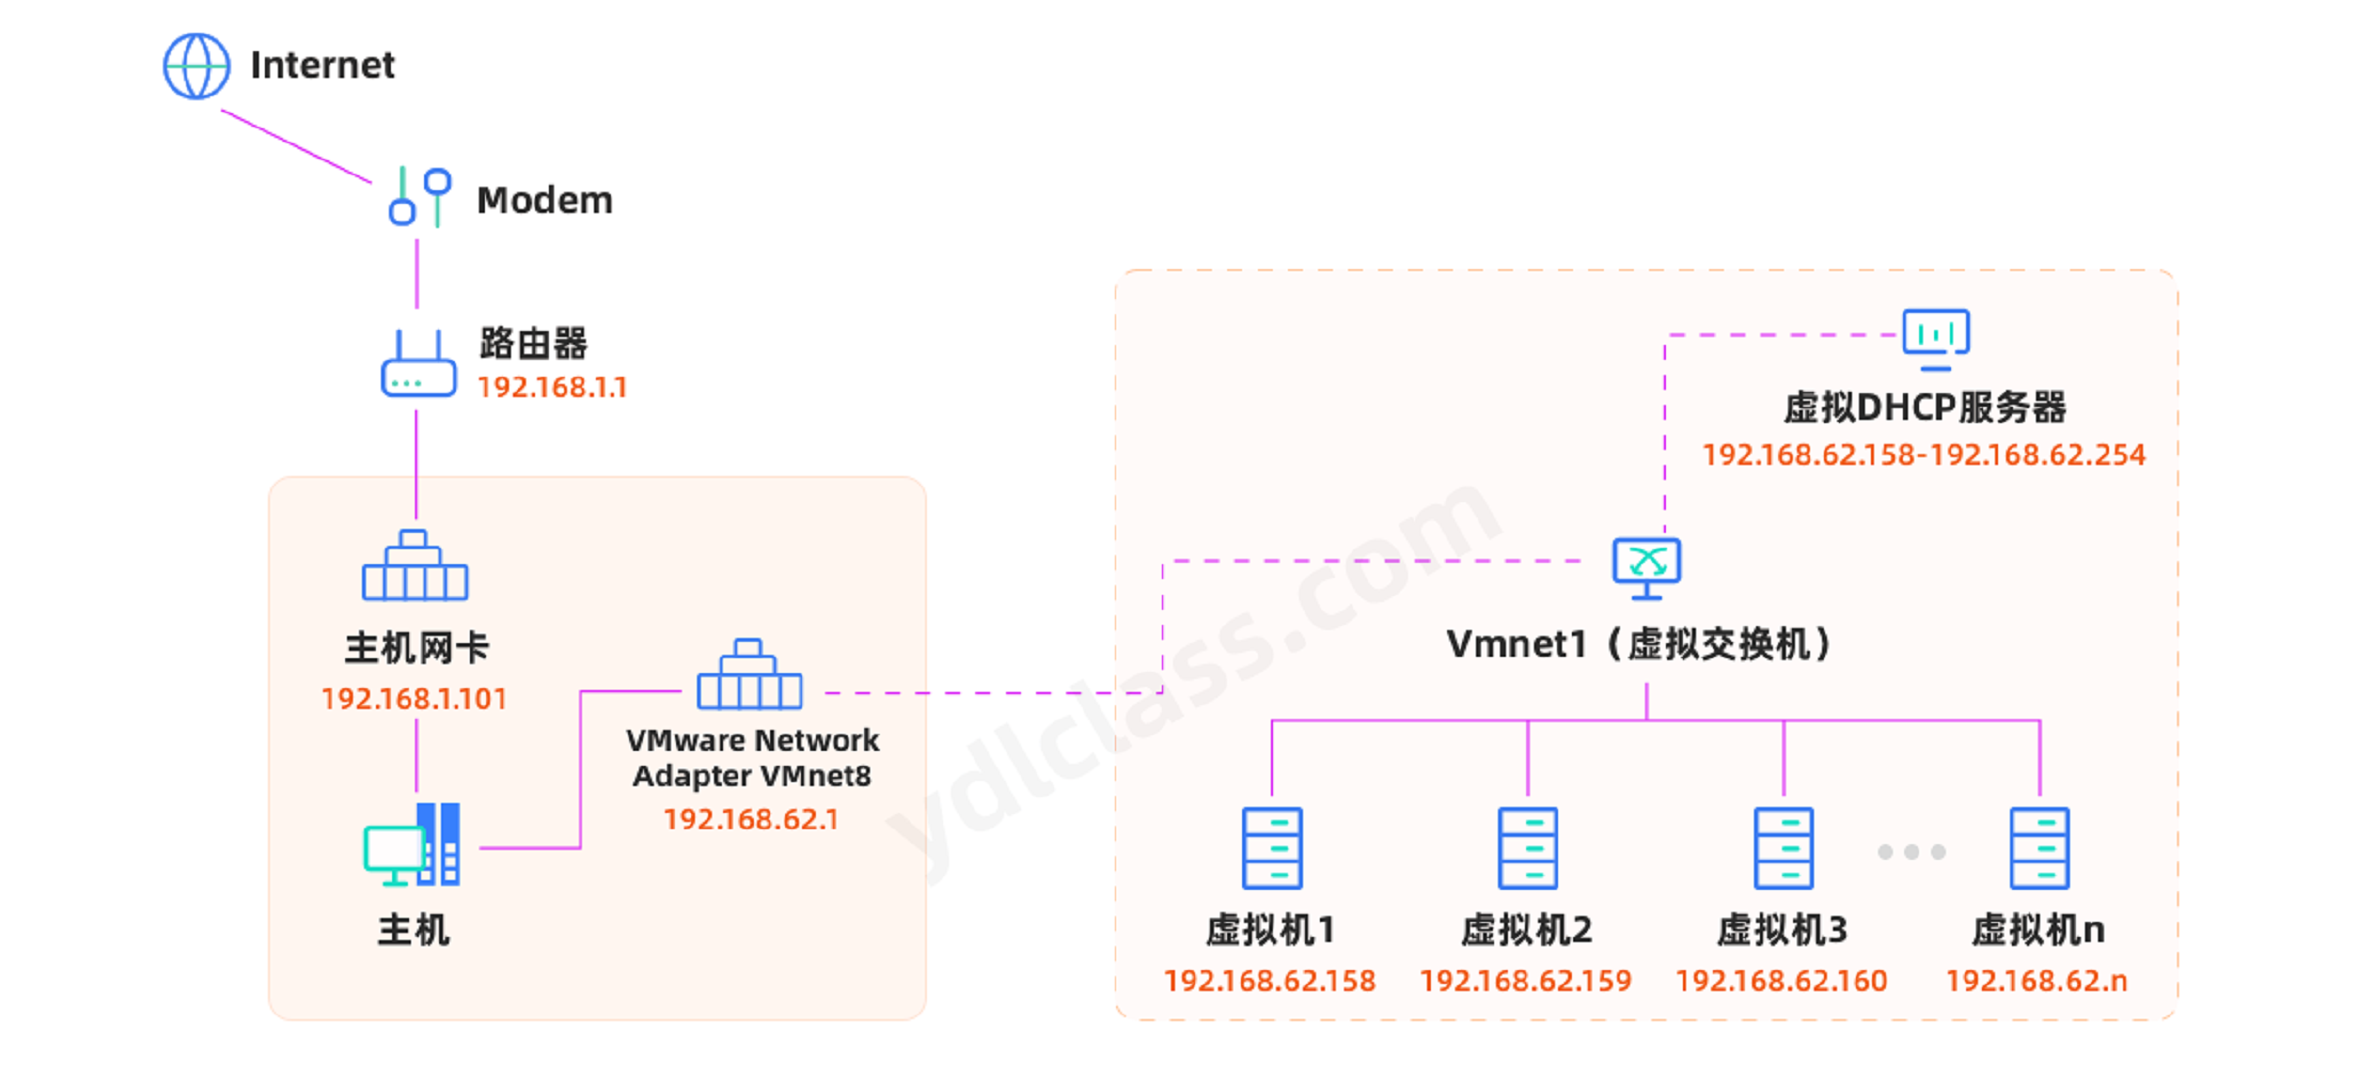 Internet
Modem
路由器
192.168.1.1
主机网卡
192.168.1.101
主机
VMware Network
Adapter VMnet8
192.168.62.1
虚拟DHCP服务器
192.168.62.158-192.168.62.254
Vmnet1（虚拟交换机）
虚拟机1
192.168.62.158
虚拟机2
192.168.62.159
虚拟机3
192.168.62.160
虚拟机n
192.168.62.n
ydlclass.com